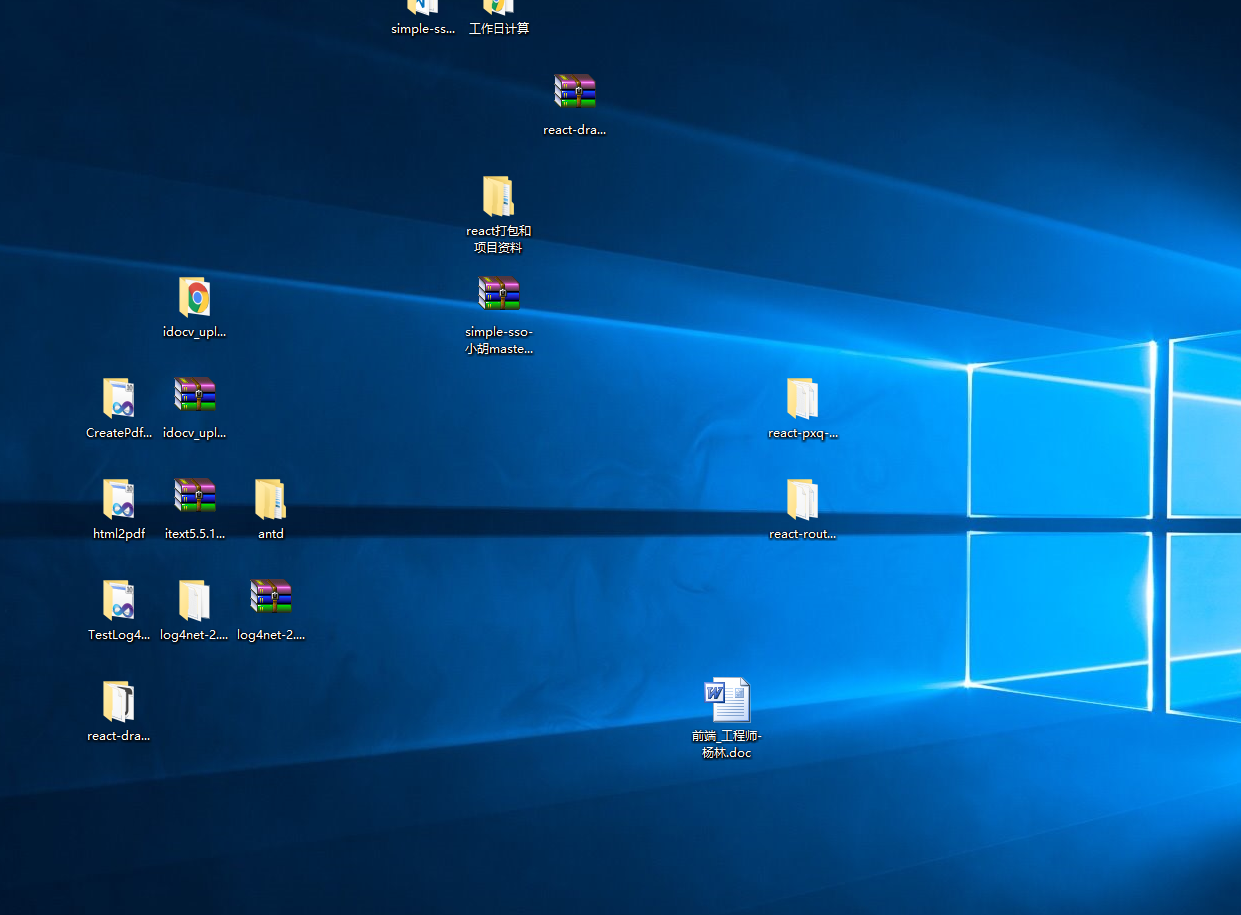 simple-ss...
工作日计算
react-dra...
react打包和
项目资料
idocv_upl...
simple-sso-
小胡maste...
CreatePdf...
idocv_upl...
react-pxq-...
html2pdf
itext5.5.1...
antd
react-rout...
TestLog4...
log4net-2....
log4net-2....
react-dra...
前端_工程师-
杨林.doc